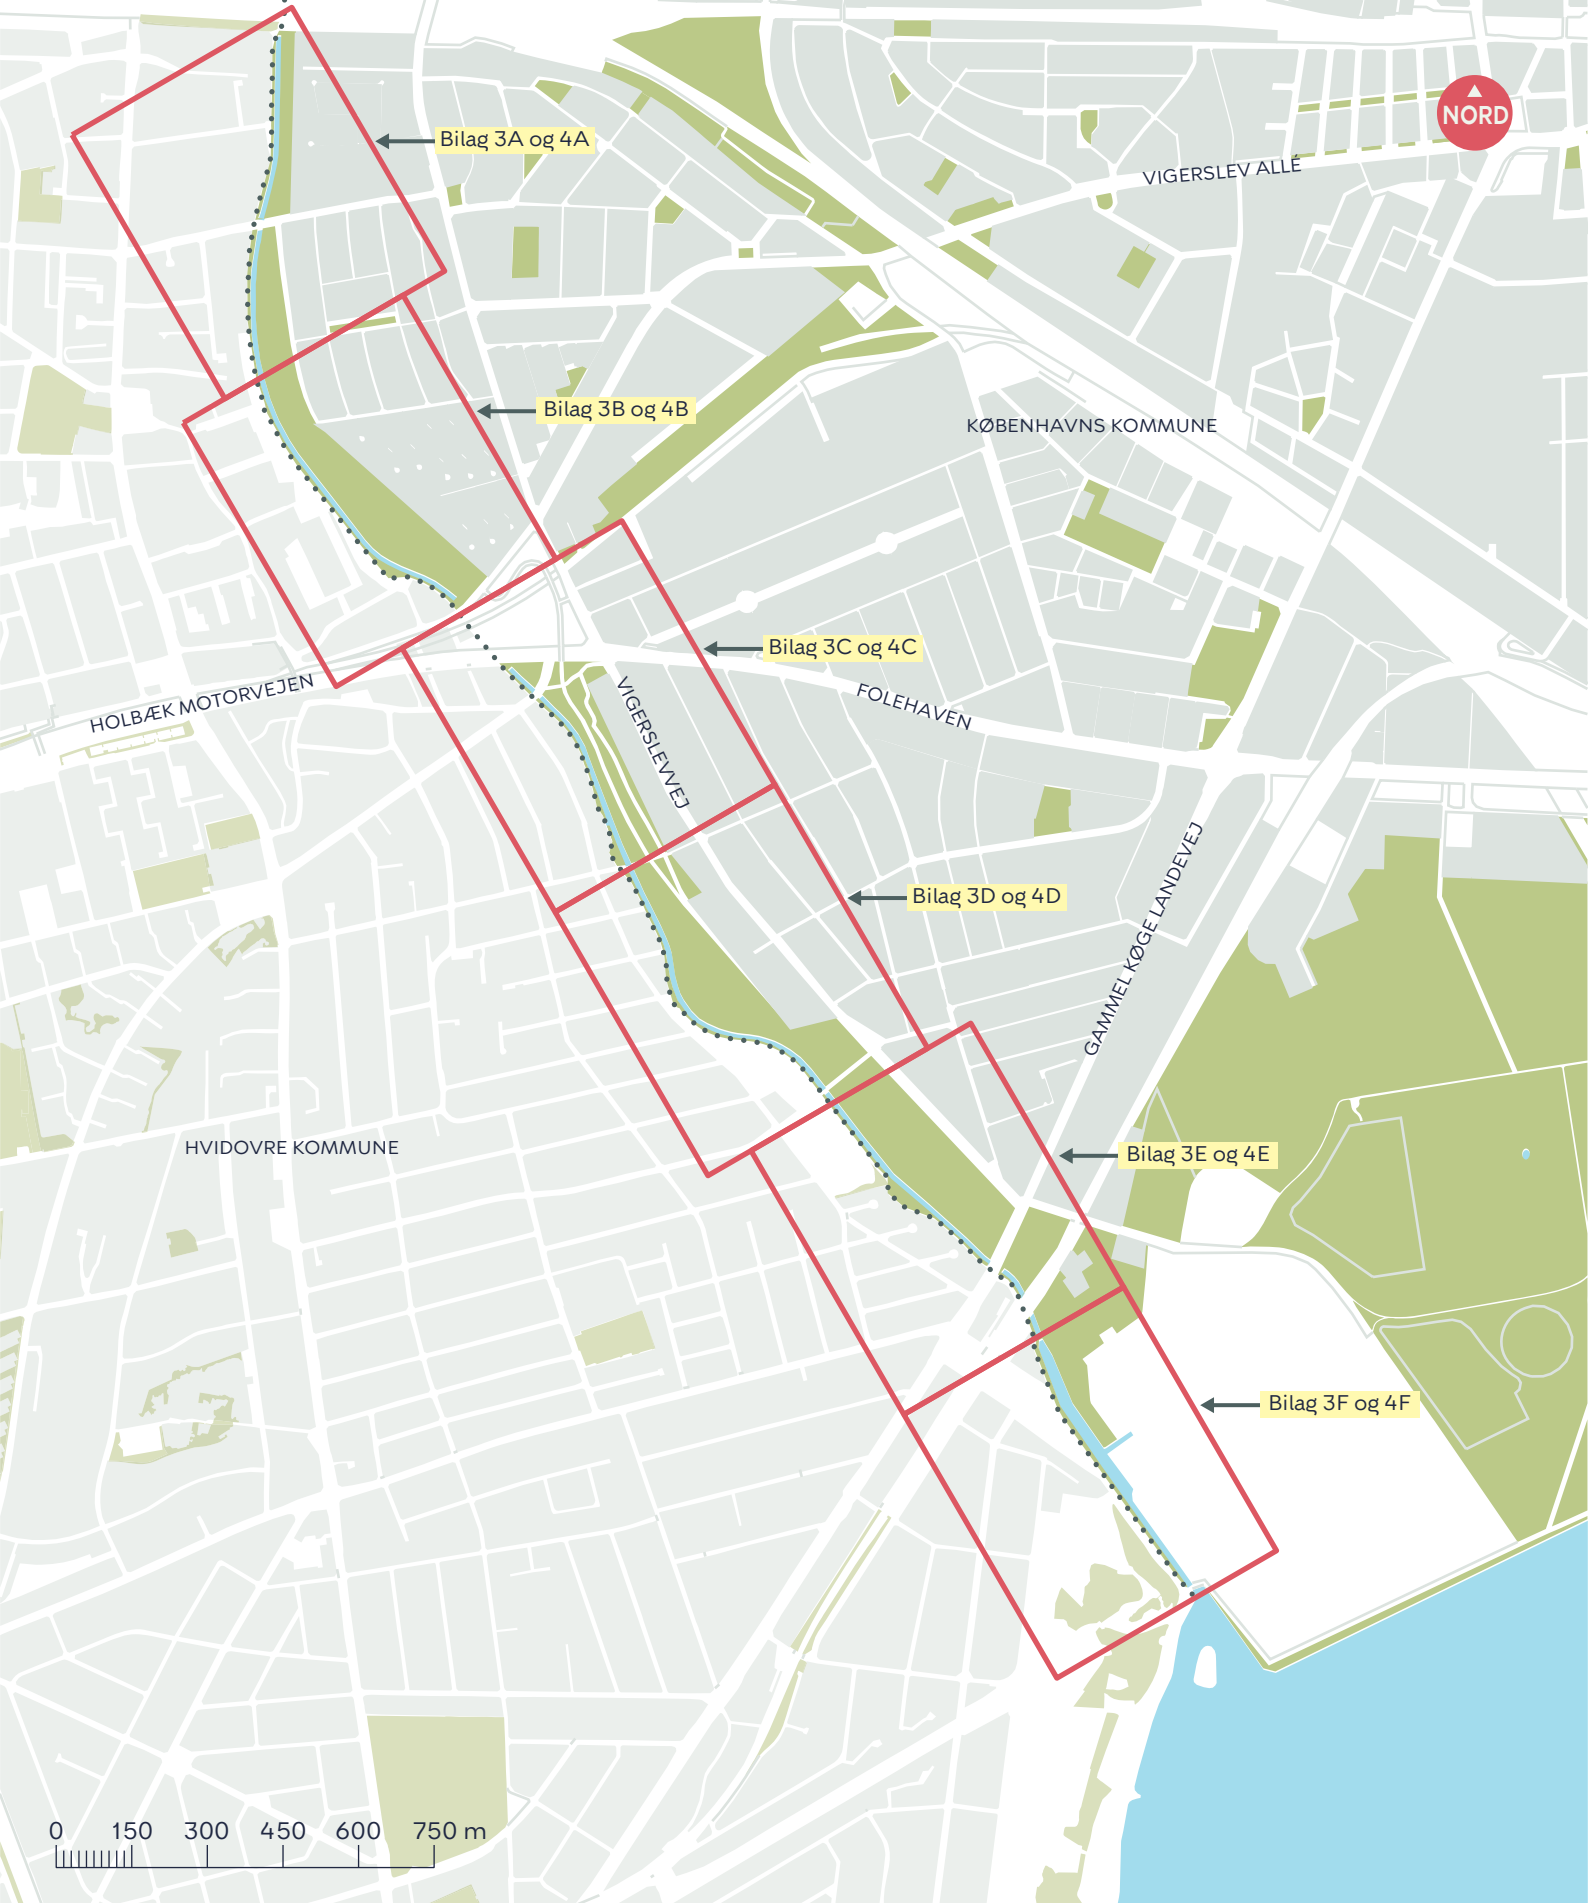 NORD
Bilag 3A og 4A
VIGERSLEV ALLÉ
Bilag 3B og 4B
KØBENHAVNS KOMMUNE
Bilag 3C og 4C
HOLBÆK MOTORVEJEN
FOLEHAVEN
VIGERSLEVVEJ
Bilag 3D og 4D
GAMMEL KØGE LANDEVEJ
HVIDOVRE KOMMUNE
Bilag 3E og 4E
Bilag 3F og 4F
0 150 300 450 600 750 m